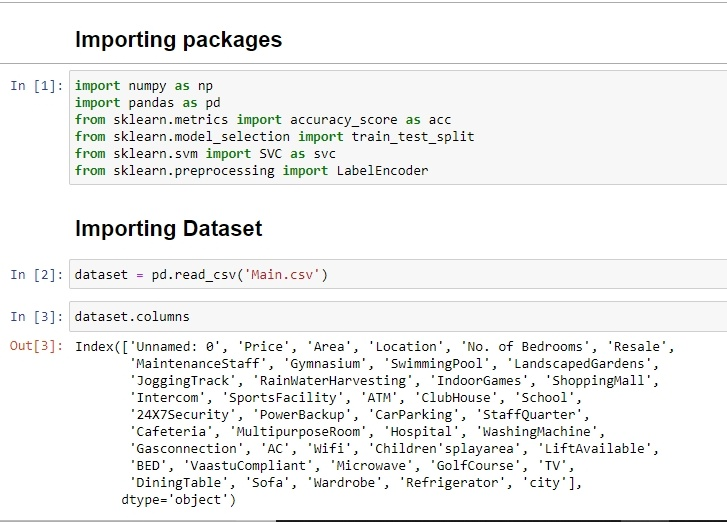 Importing packages
In [1]: import numpy as np
import pandas as pd
from sklearn.metrics import accuracy_score as acc
from sklearn.model_selection import train_test_split
from sklearn.svm import SVC as svc
from sklearn.preprocessing import LabelEncoder
Importing Dataset
In [2]: dataset = pd.read_csv('Main.csv')
In [3]: dataset.columns
Out[3]: Index(['Unnamed: 0', 'Price', 'Area', 'Location', 'No. of Bedrooms', 'Resale',
'MaintenanceStaff', 'Gymnasium', 'SwimmingPool', 'LandscapedGardens',
'JoggingTrack', 'RainWaterHarvesting', 'IndoorGames', 'ShoppingMall',
'Intercom', 'SportsFacility', 'ATM', 'ClubHouse', 'School',
'24X7Security', 'PowerBackup', 'CarParking', 'StaffQuarter',
'Cafeteria', 'MultipurposeRoom', 'Hospital', 'WashingMachine',
'Gasconnection', 'AC', 'Wifi', 'Children'splayarea', 'LiftAvailable',
'BED', 'VaastuCompliant', 'Microwave', 'GolfCourse', 'TV',
'DiningTable', 'Sofa', 'Wardrobe', 'Refrigerator', 'city'],
dtype='object')